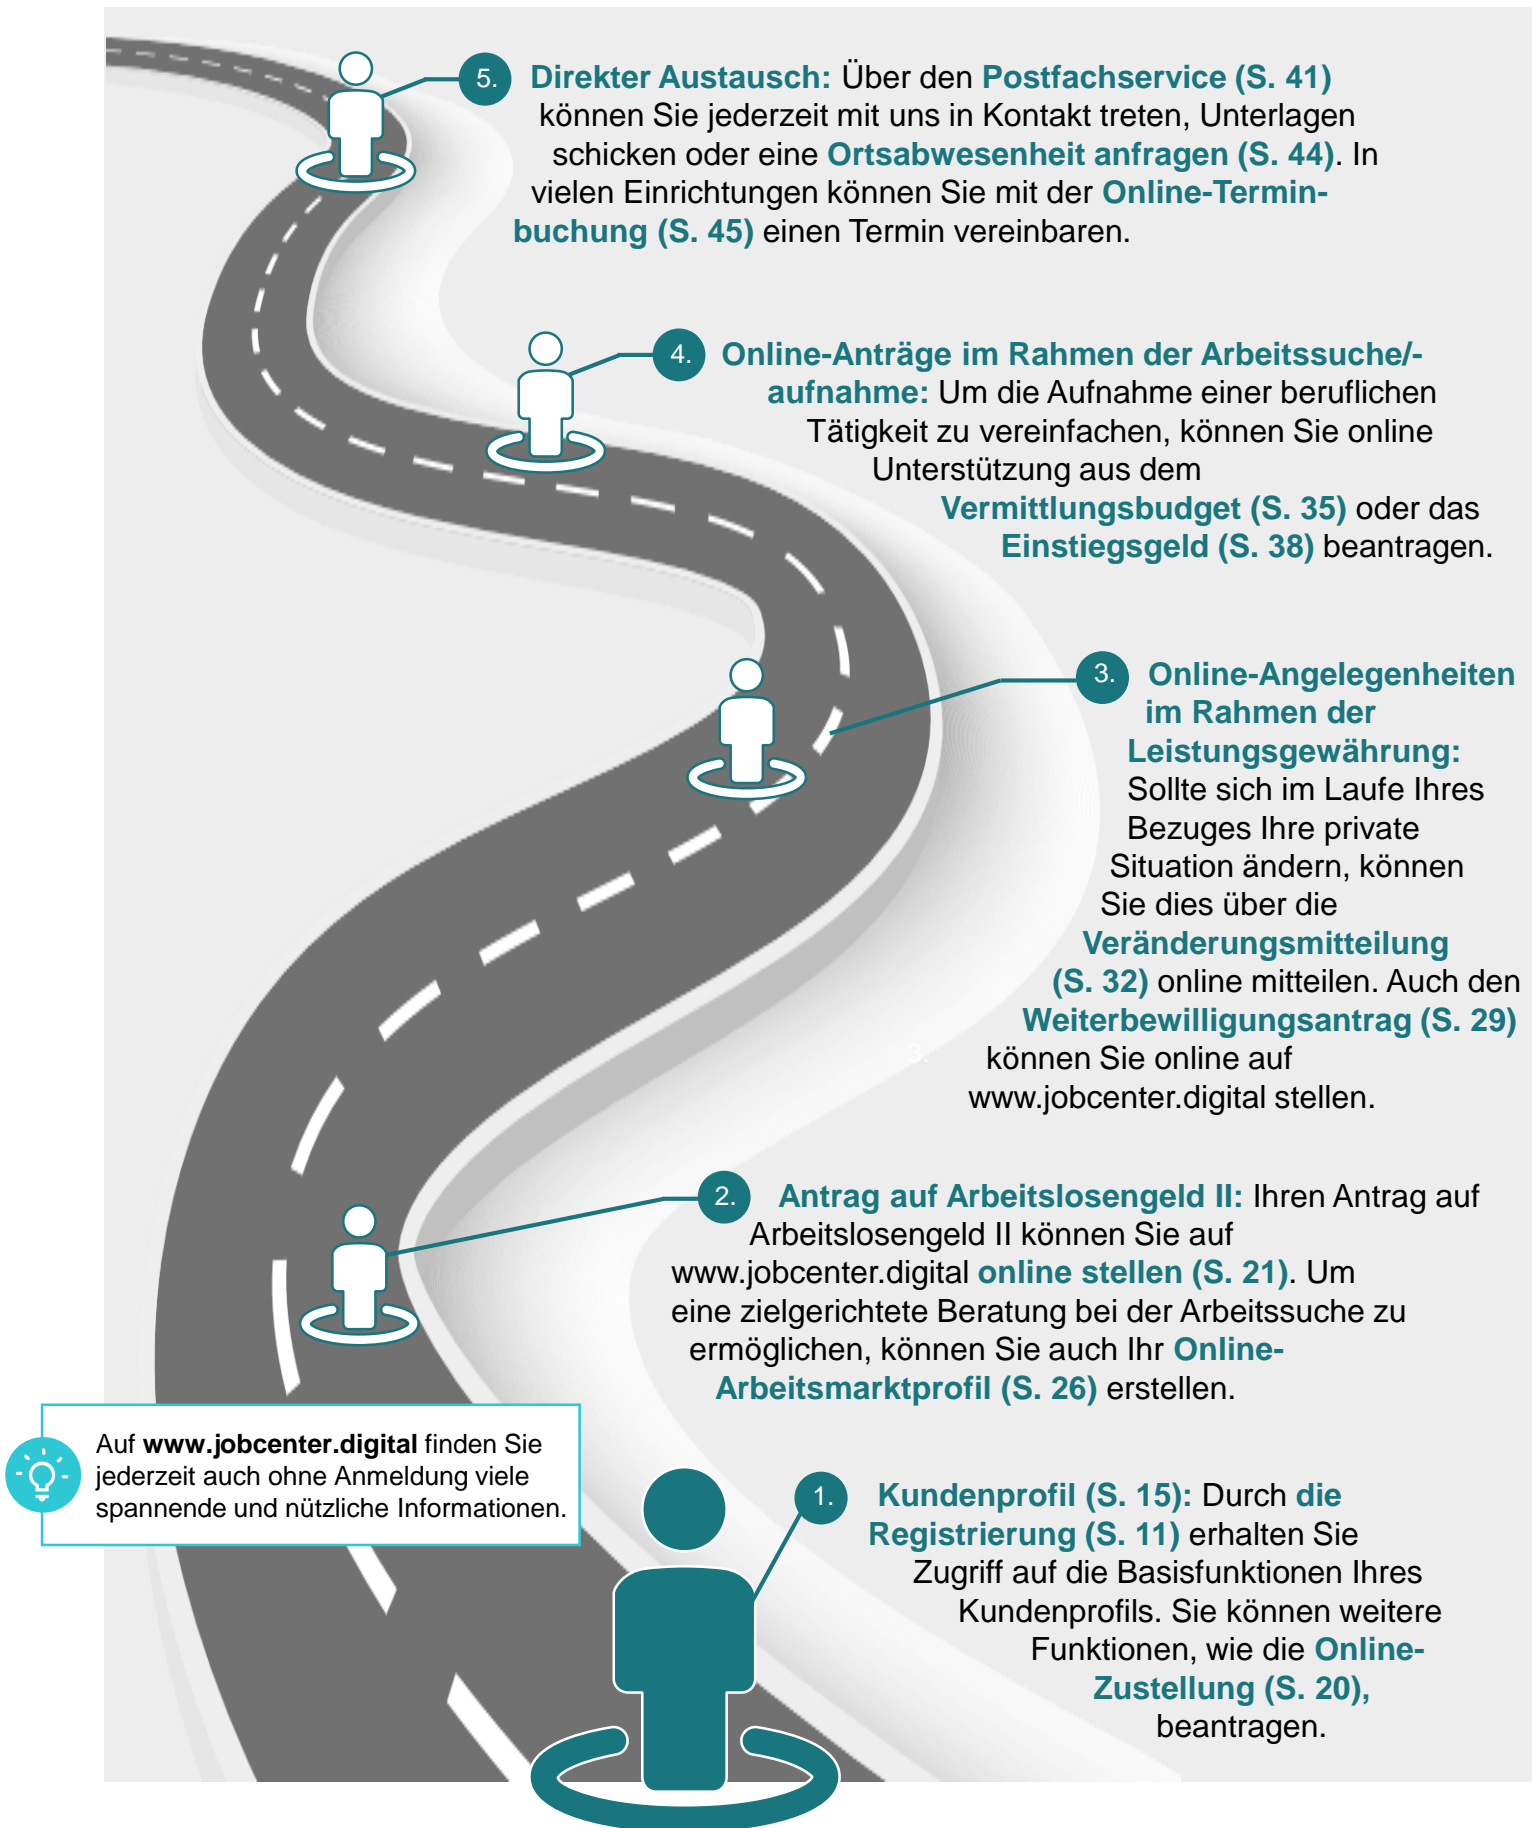 5. Direkter Austausch: Über den Postfachservice (S. 41)
können Sie jederzeit mit uns in Kontakt treten, Unterlagen
schicken oder eine Ortsabwesenheit anfragen (S. 44). In
vielen Einrichtungen können Sie mit der Online-Termin-
buchung (S. 45) einen Termin vereinbaren.
4. Online-Anträge im Rahmen der Arbeitssuche/-
aufnahme: Um die Aufnahme einer beruflichen
Tätigkeit zu vereinfachen, können Sie online
Unterstützung aus dem
Vermittlungsbudget (S. 35) oder das
Einstiegsgeld (S. 38) beantragen.
3. Online-Angelegenheiten
im Rahmen der
Leistungsgewährung:
Sollte sich im Laufe Ihres
Bezuges Ihre private
Situation ändern, können
Sie dies über die
Veränderungsmitteilung
(S. 32) online mitteilen. Auch den
Weiterbewilligungsantrag (S. 29)
3. können Sie online auf
www.jobcenter.digital stellen.
2. Antrag auf Arbeitslosengeld II: Ihren Antrag auf
Arbeitslosengeld II können Sie auf
www.jobcenter.digital online stellen (S. 21). Um
eine zielgerichtete Beratung bei der Arbeitssuche zu
ermöglichen, können Sie auch Ihr Online-
Arbeitsmarktprofil (S. 26) erstellen.
Auf www.jobcenter.digital finden Sie
jederzeit auch ohne Anmeldung viele
spannende und nützliche Informationen.
1. Kundenprofil (S. 15): Durch die
Registrierung (S. 11) erhalten Sie
Zugriff auf die Basisfunktionen Ihres
Kundenprofils. Sie können weitere
Funktionen, wie die Online-
Zustellung (S. 20),
beantragen.